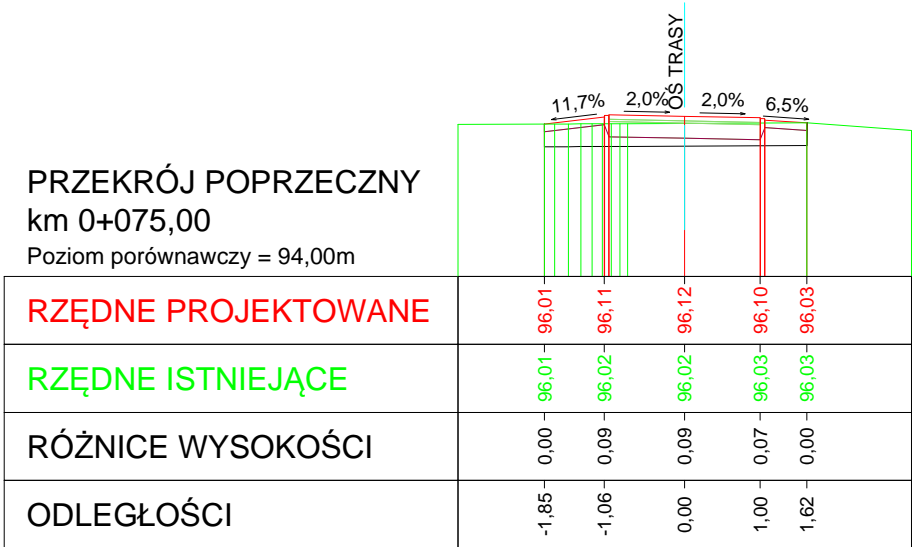 OŚ TRASY
11,7% 2,0% 2,0% 6,5%
PRZEKRÓJ POPRZECZNY
km 0+075,00
Poziom porównawczy = 94,00m
RZĘDNE PROJEKTOWANE 96,01 96,11 96,12 96,10 96,03
RZĘDNE ISTNIEJĄCE 96,01 96,02 96,02 96,03 96,03
RÓŻNICE WYSOKOŚCI 0,00 0,09 0,09 0,07 0,00
ODLEGŁOŚCI -1,85 -1,06 0,00 1,00 1,62